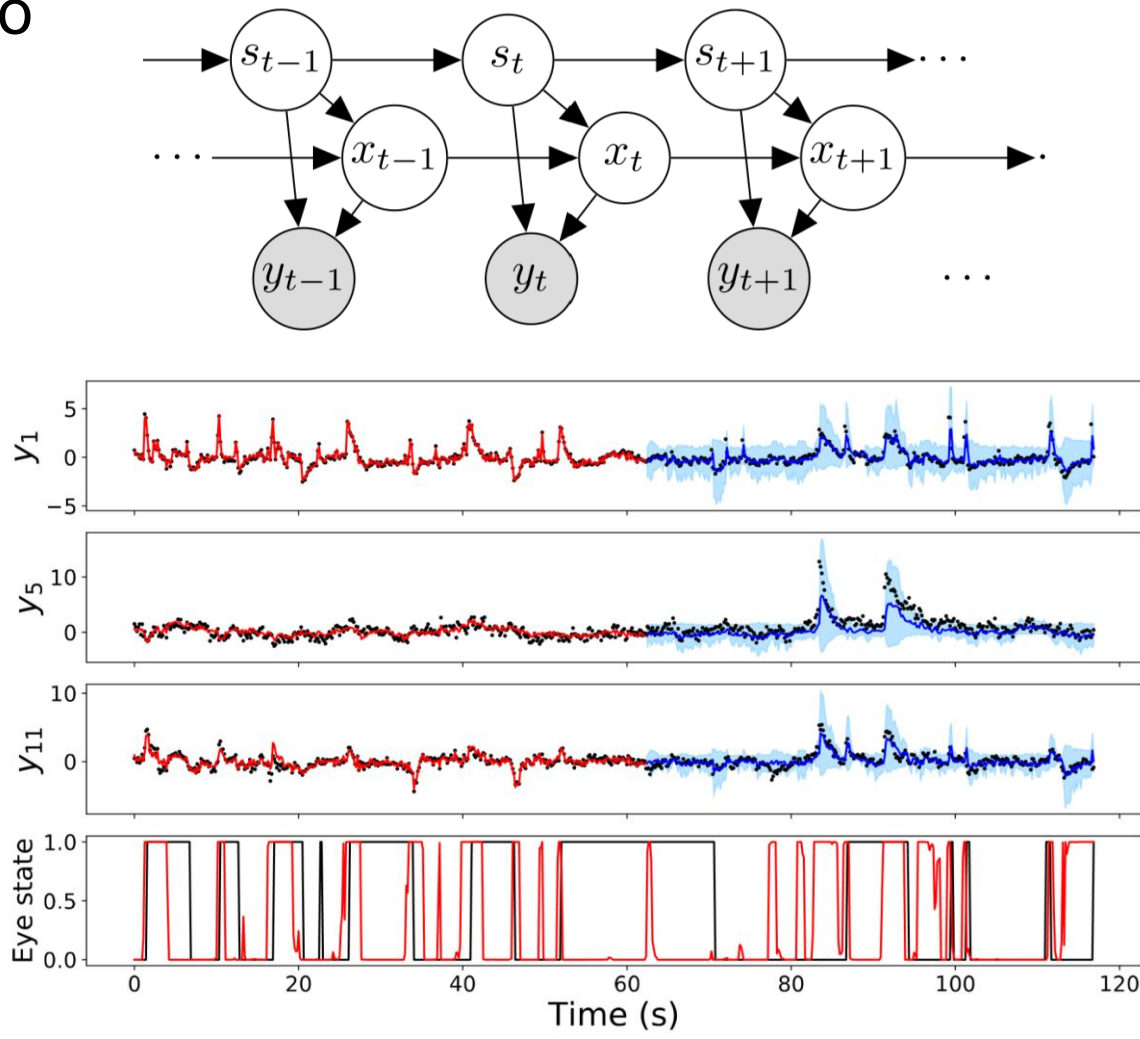 o
s_{t−1} s_t s_{t+1} ···
··· x_{t−1} x_t x_{t+1} ·
y_{t−1} y_t y_{t+1} ···
y_1
5
0
−5
y_5
10
0
y_{11}
10
0
Eye state
1.0
0.5
0.0
0 20 40 60 80 100 120
Time (s)